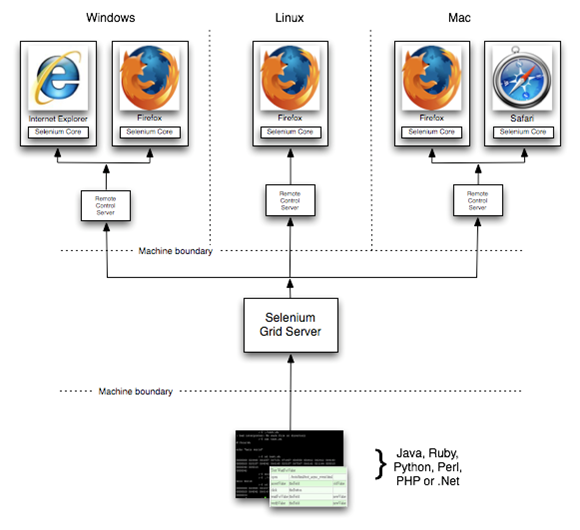 Windows
Linux
Mac
Internet Explorer
Firefox
Firefox
Firefox
Safari
Selenium Core
Selenium Core
Selenium Core
Selenium Core
Selenium Core
Remote
Control
Server
Remote
Control
Server
Remote
Control
Server
Machine boundary
Selenium
Grid Server
Machine boundary
Java, Ruby,
Python, Perl,
PHP or .Net